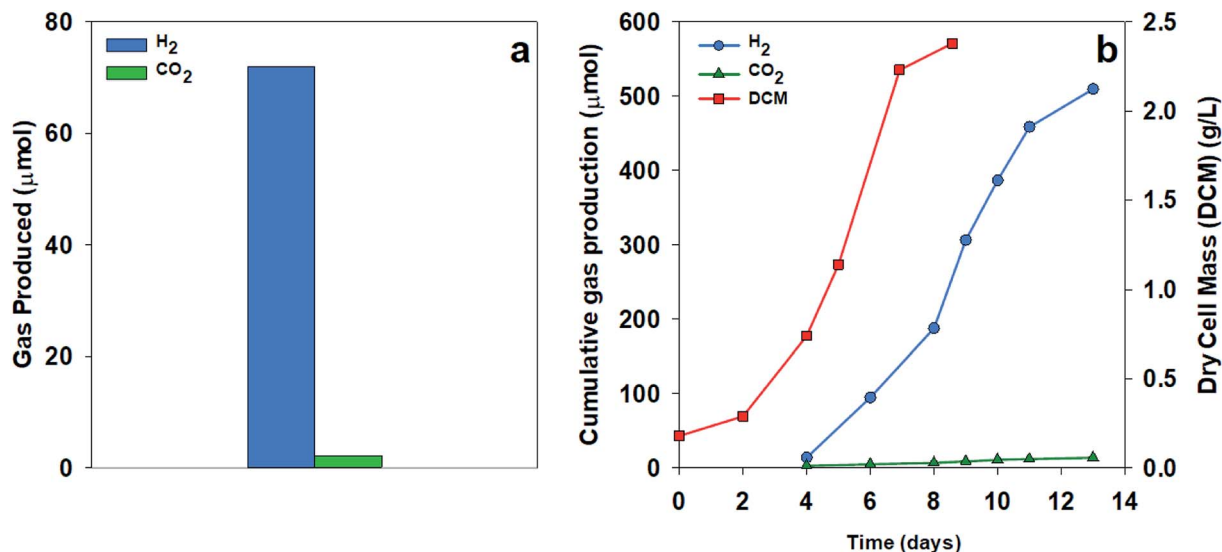 a
H2
CO2
Gas Produced (μmol)
80
60
40
20
0
b
H2
CO2
DCM
Cumulative gas production (μmol)
600
500
400
300
200
100
0
Dry Cell Mass (DCM) (g/L)
2.5
2.0
1.5
1.0
0.5
0.0
0 2 4 6 8 10 12 14
Time (days)